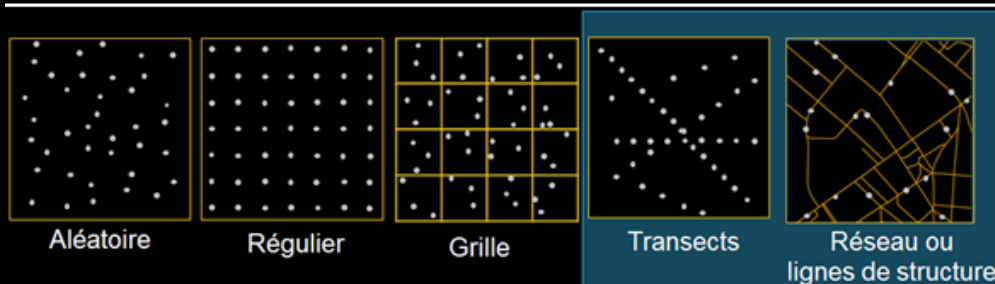 Aléatoire
Régulier
Grille
Transects
Réseau ou
lignes de structure